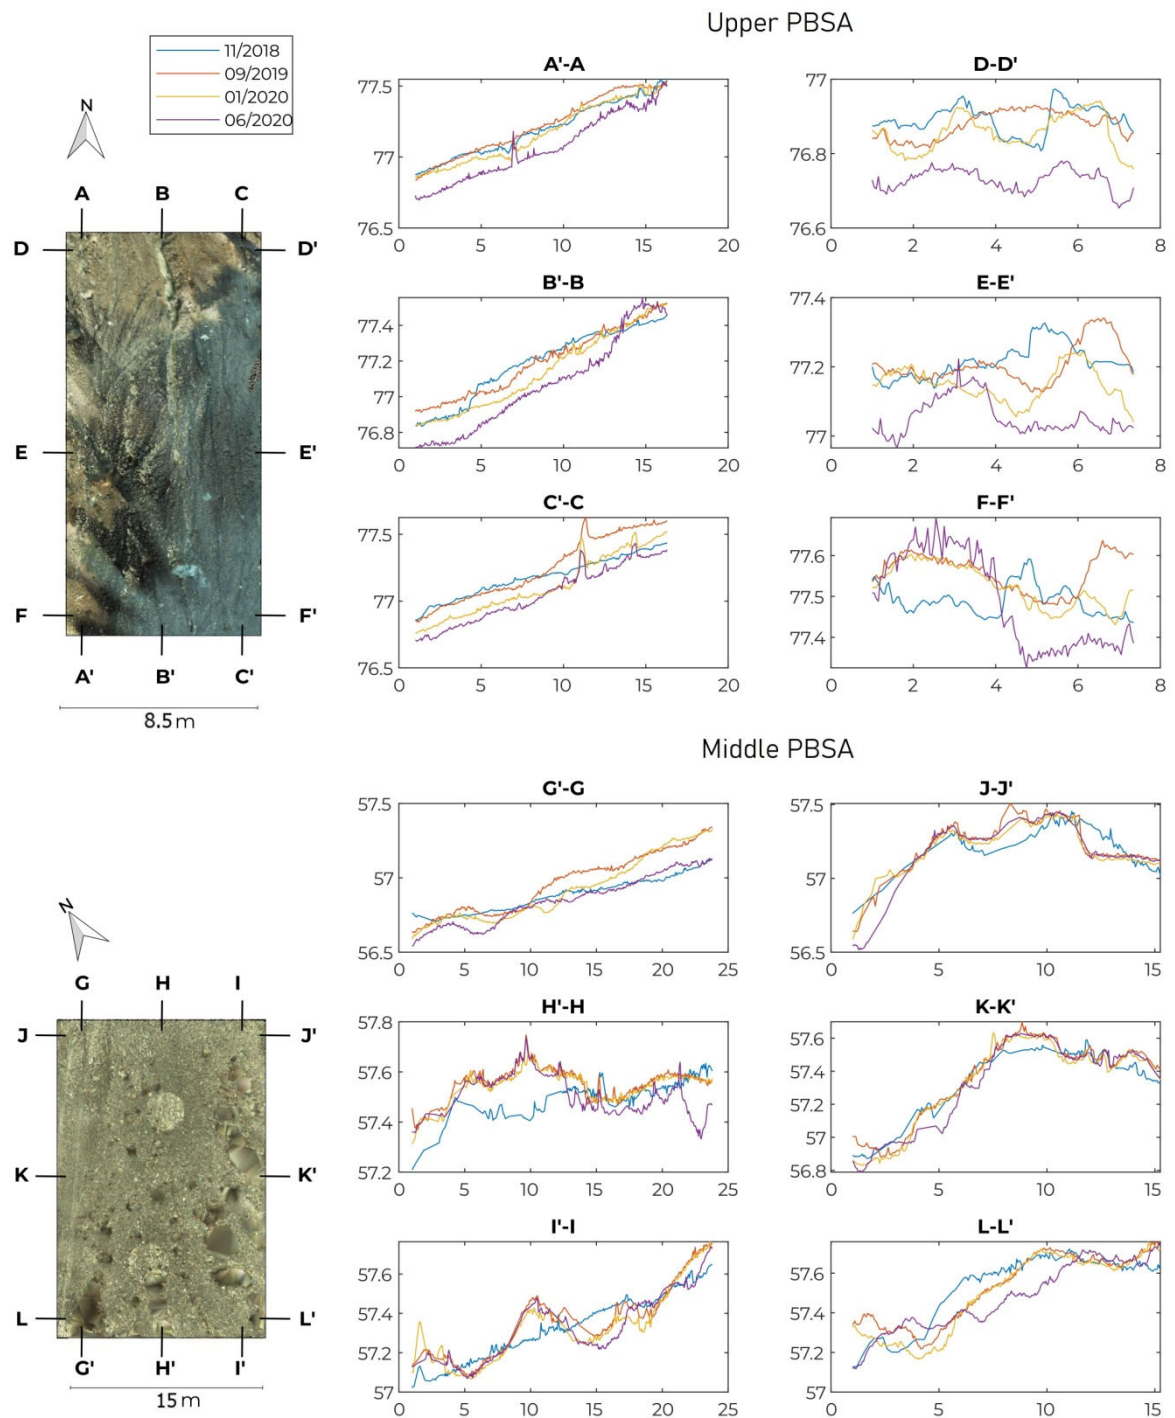 Upper PBSA
11/2018
09/2019
01/2020
06/2020
N
A B C
D D'
E E'
F F'
A' B' C'
8.5 m
A'-A
77.5
77
76.5
0 5 10 15 20
D-D'
77
76.8
76.6
0 2 4 6 8
B'-B
77.4
77.2
77
76.8
0 5 10 15 20
E-E'
77.4
77.2
77
0 2 4 6 8
C'-C
77.5
77
76.5
0 5 10 15 20
F-F'
77.6
77.5
77.4
0 2 4 6 8
Middle PBSA
N
G H I
J J'
K K'
L L'
G' H' I'
15 m
G'-G
57.5
57
56.5
0 5 10 15 20 25
J-J'
57.5
57
56.5
0 5 10 15
H'-H
57.8
57.6
57.4
57.2
0 5 10 15 20 25
K-K'
57.6
57.4
57.2
57
56.8
0 5 10 15
I'-I
57.6
57.4
57.2
57
0 5 10 15 20 25
L-L'
57.6
57.4
57.2
57
0 5 10 15